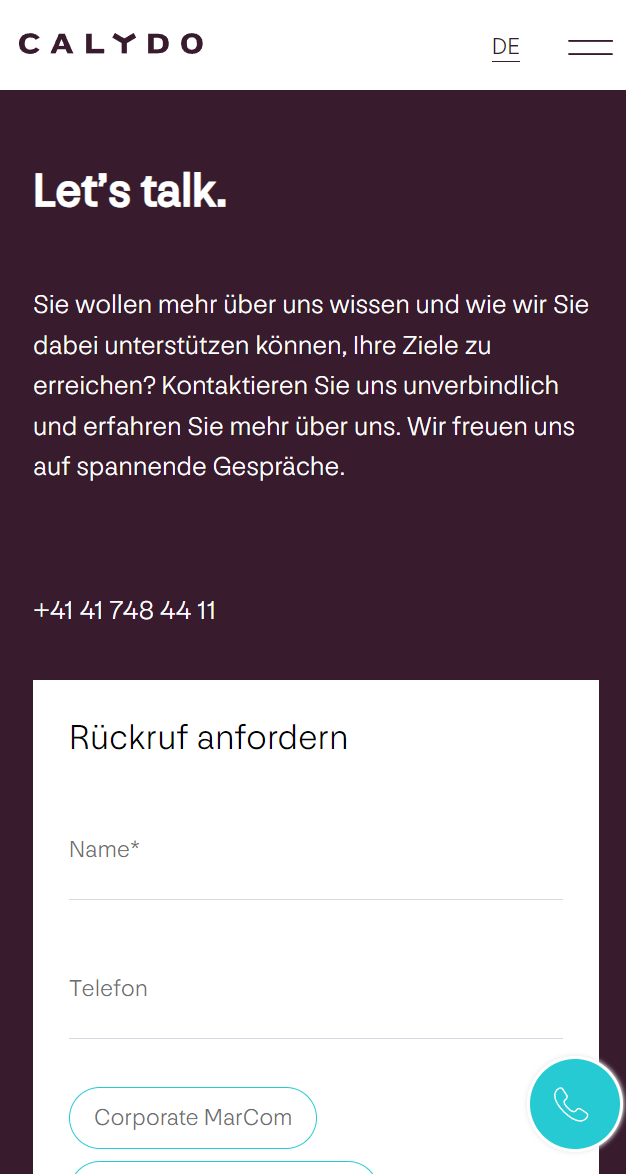 CALYDO
DE
Let's talk.
Sie wollen mehr über uns wissen und wie wir Sie
dabei unterstützen können, Ihre Ziele zu
erreichen? Kontaktieren Sie uns unverbindlich
und erfahren Sie mehr über uns. Wir freuen uns
auf spannende Gespräche.
+41 41 748 44 11
Rückruf anfordern
Name*
Telefon
Corporate MarCom